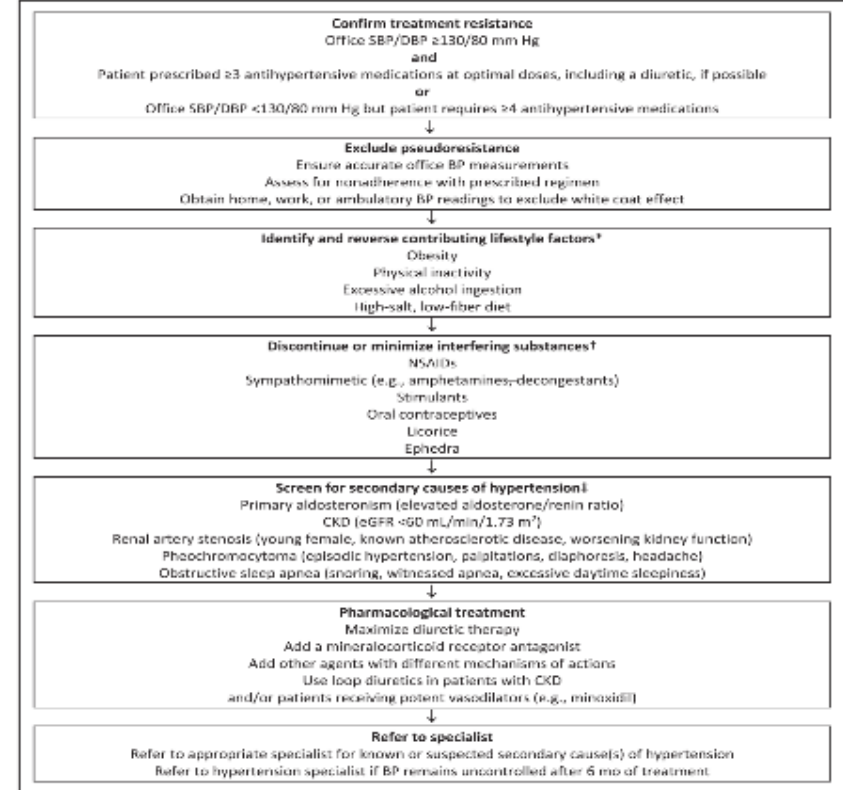 Confirm treatment resistance
Office SBP/DBP ≥130/80 mm Hg
and
Patient prescribed ≥3 antihypertensive medications at optimal doses, including a diuretic, if possible
or
Office SBP/DBP <130/80 mm Hg but patient requires ≥4 antihypertensive medications
↓
Exclude pseudoresistance
Ensure accurate office BP measurements
Assess for nonadherence with prescribed regimen
Obtain home, work, or ambulatory BP readings to exclude white coat effect
↓
Identify and reverse contributing lifestyle factors*
Obesity
Physical inactivity
Excessive alcohol ingestion
High-salt, low-fiber diet
↓
Discontinue or minimize interfering substances†
NSAIDs
Sympathomimetic (e.g., amphetamines, decongestants)
Stimulants
Oral contraceptives
Licorice
Ephedra
↓
Screen for secondary causes of hypertension‡
Primary aldosteronism (elevated aldosterone/renin ratio)
CKD (eGFR <60 mL/min/1.73 m²)
Renal artery stenosis (young female, known atherosclerotic disease, worsening kidney function)
Pheochromocytoma (episodic hypertension, palpitations, diaphoresis, headache)
Obstructive sleep apnea (snoring, witnessed apnea, excessive daytime sleepiness)
↓
Pharmacological treatment
Maximize diuretic therapy
Add a mineralocorticoid receptor antagonist
Add other agents with different mechanisms of actions
Use loop diuretics in patients with CKD
and/or patients receiving potent vasodilators (e.g., minoxidil)
↓
Refer to specialist
Refer to appropriate specialist for known or suspected secondary cause(s) of hypertension
Refer to hypertension specialist if BP remains uncontrolled after 6 mo of treatment